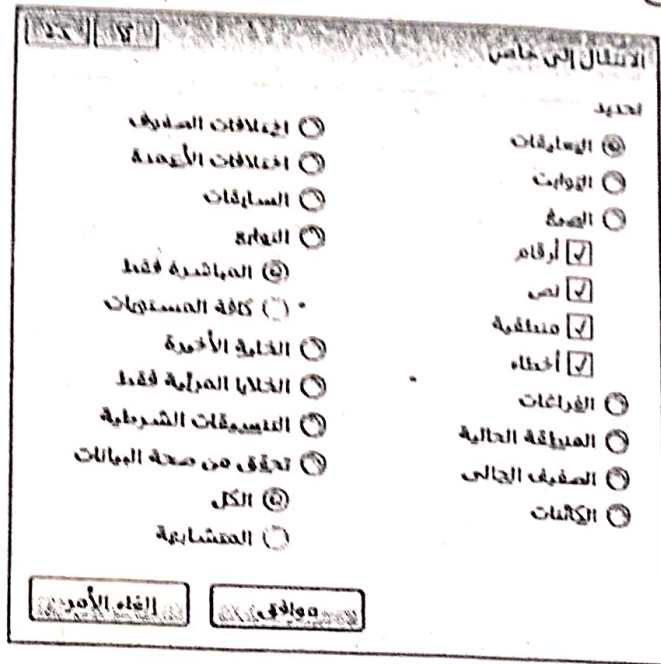 الانتقال إلى خاص
تحديد
التعليقات
الثوابت
الصيغ
أرقام
نص
منطقية
أخطاء
الفراغات
المنطقة الحالية
الصفيف الحالي
الكائنات
اختلافات الصفوف
اختلافات الأعمدة
السابقات
التوابع
المباشرة فقط
كافة المستويات
الخلية الأخيرة
الخلايا المرئية فقط
التنسيقات الشرطية
تحقق من صحة البيانات
الكل
المتشابهة
موافق
إلغاء الأمر